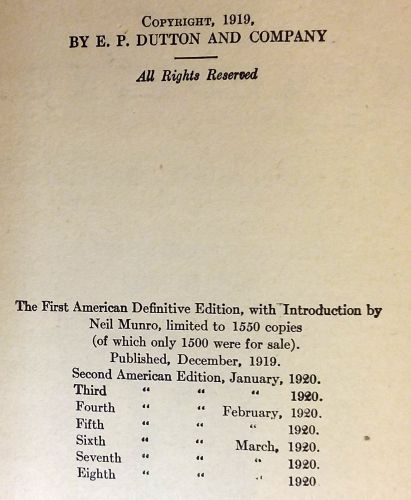 COPYRIGHT, 1919,
BY E. P. DUTTON AND COMPANY
All Rights Reserved
The First American Definitive Edition, with Introduction by
Neil Munro, limited to 1550 copies
(of which only 1500 were for sale).
Published, December, 1919.
Second American Edition, January, 1920.
Third “ “ “ 1920.
Fourth “ “ February, 1920.
Fifth “ “ “ 1920.
Sixth “ “ March, 1920.
Seventh “ “ “ 1920.
Eighth “ “ “ 1920